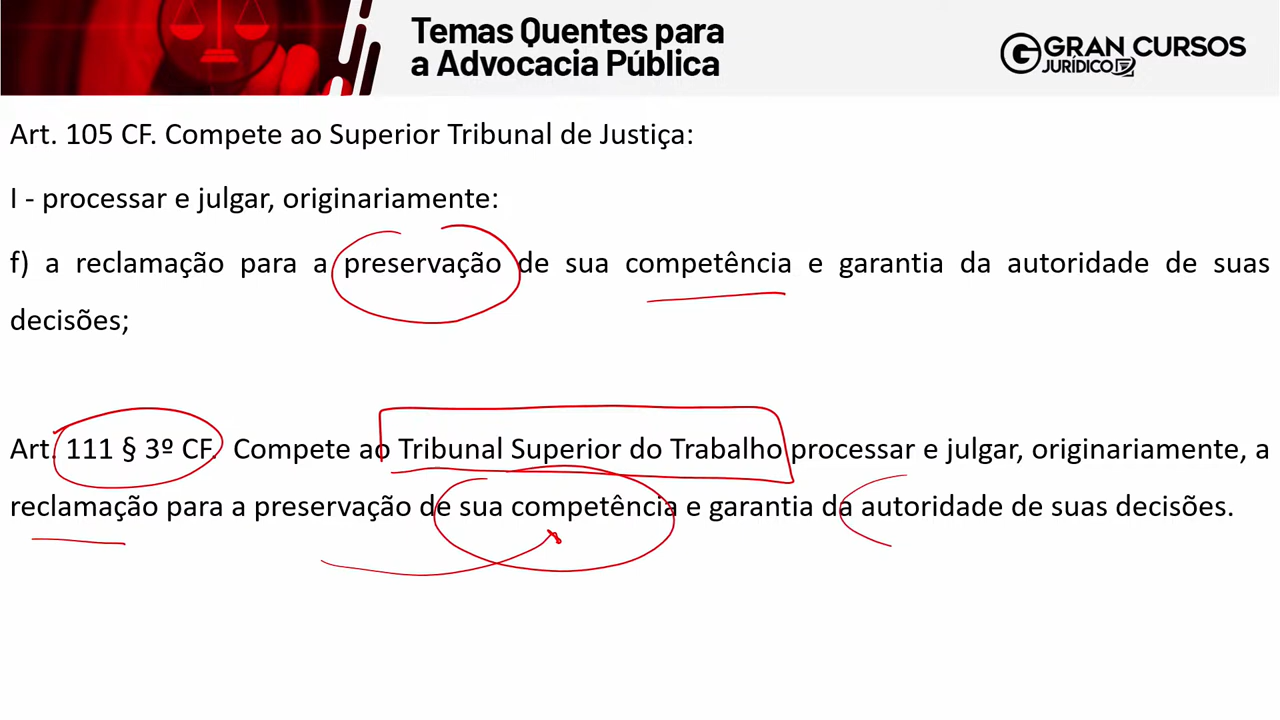 Temas Quentes para
a Advocacia Pública
GRAN CURSOS
JURÍDICO
Art. 105 CF. Compete ao Superior Tribunal de Justiça:
I - processar e julgar, originariamente:
f) a reclamação para a preservação de sua competência e garantia da autoridade de suas
decisões;
Art. 111 § 3º CF. Compete ao Tribunal Superior do Trabalho processar e julgar, originariamente, a
reclamação para a preservação de sua competência e garantia da autoridade de suas decisões.